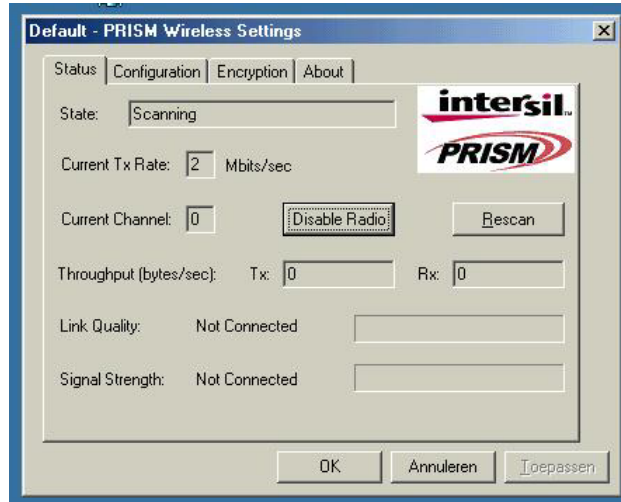 Default - PRISM Wireless Settings
Status Configuration Encryption About
intersil
PRISM
State: Scanning
Current Tx Rate: 2 Mbits/sec
Current Channel: 0 Disable Radio Rescan
Throughput (bytes/sec): Tx: 0 Rx: 0
Link Quality: Not Connected
Signal Strength: Not Connected
OK Annuleren Toepassen